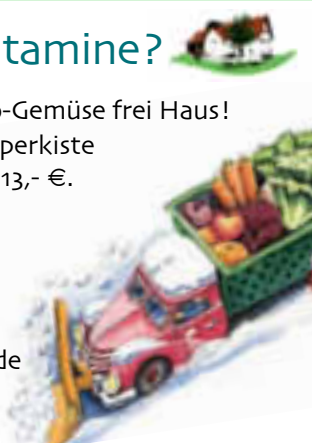 tamine?
-Gemüse frei Haus!
perkiste
13,- €.
de